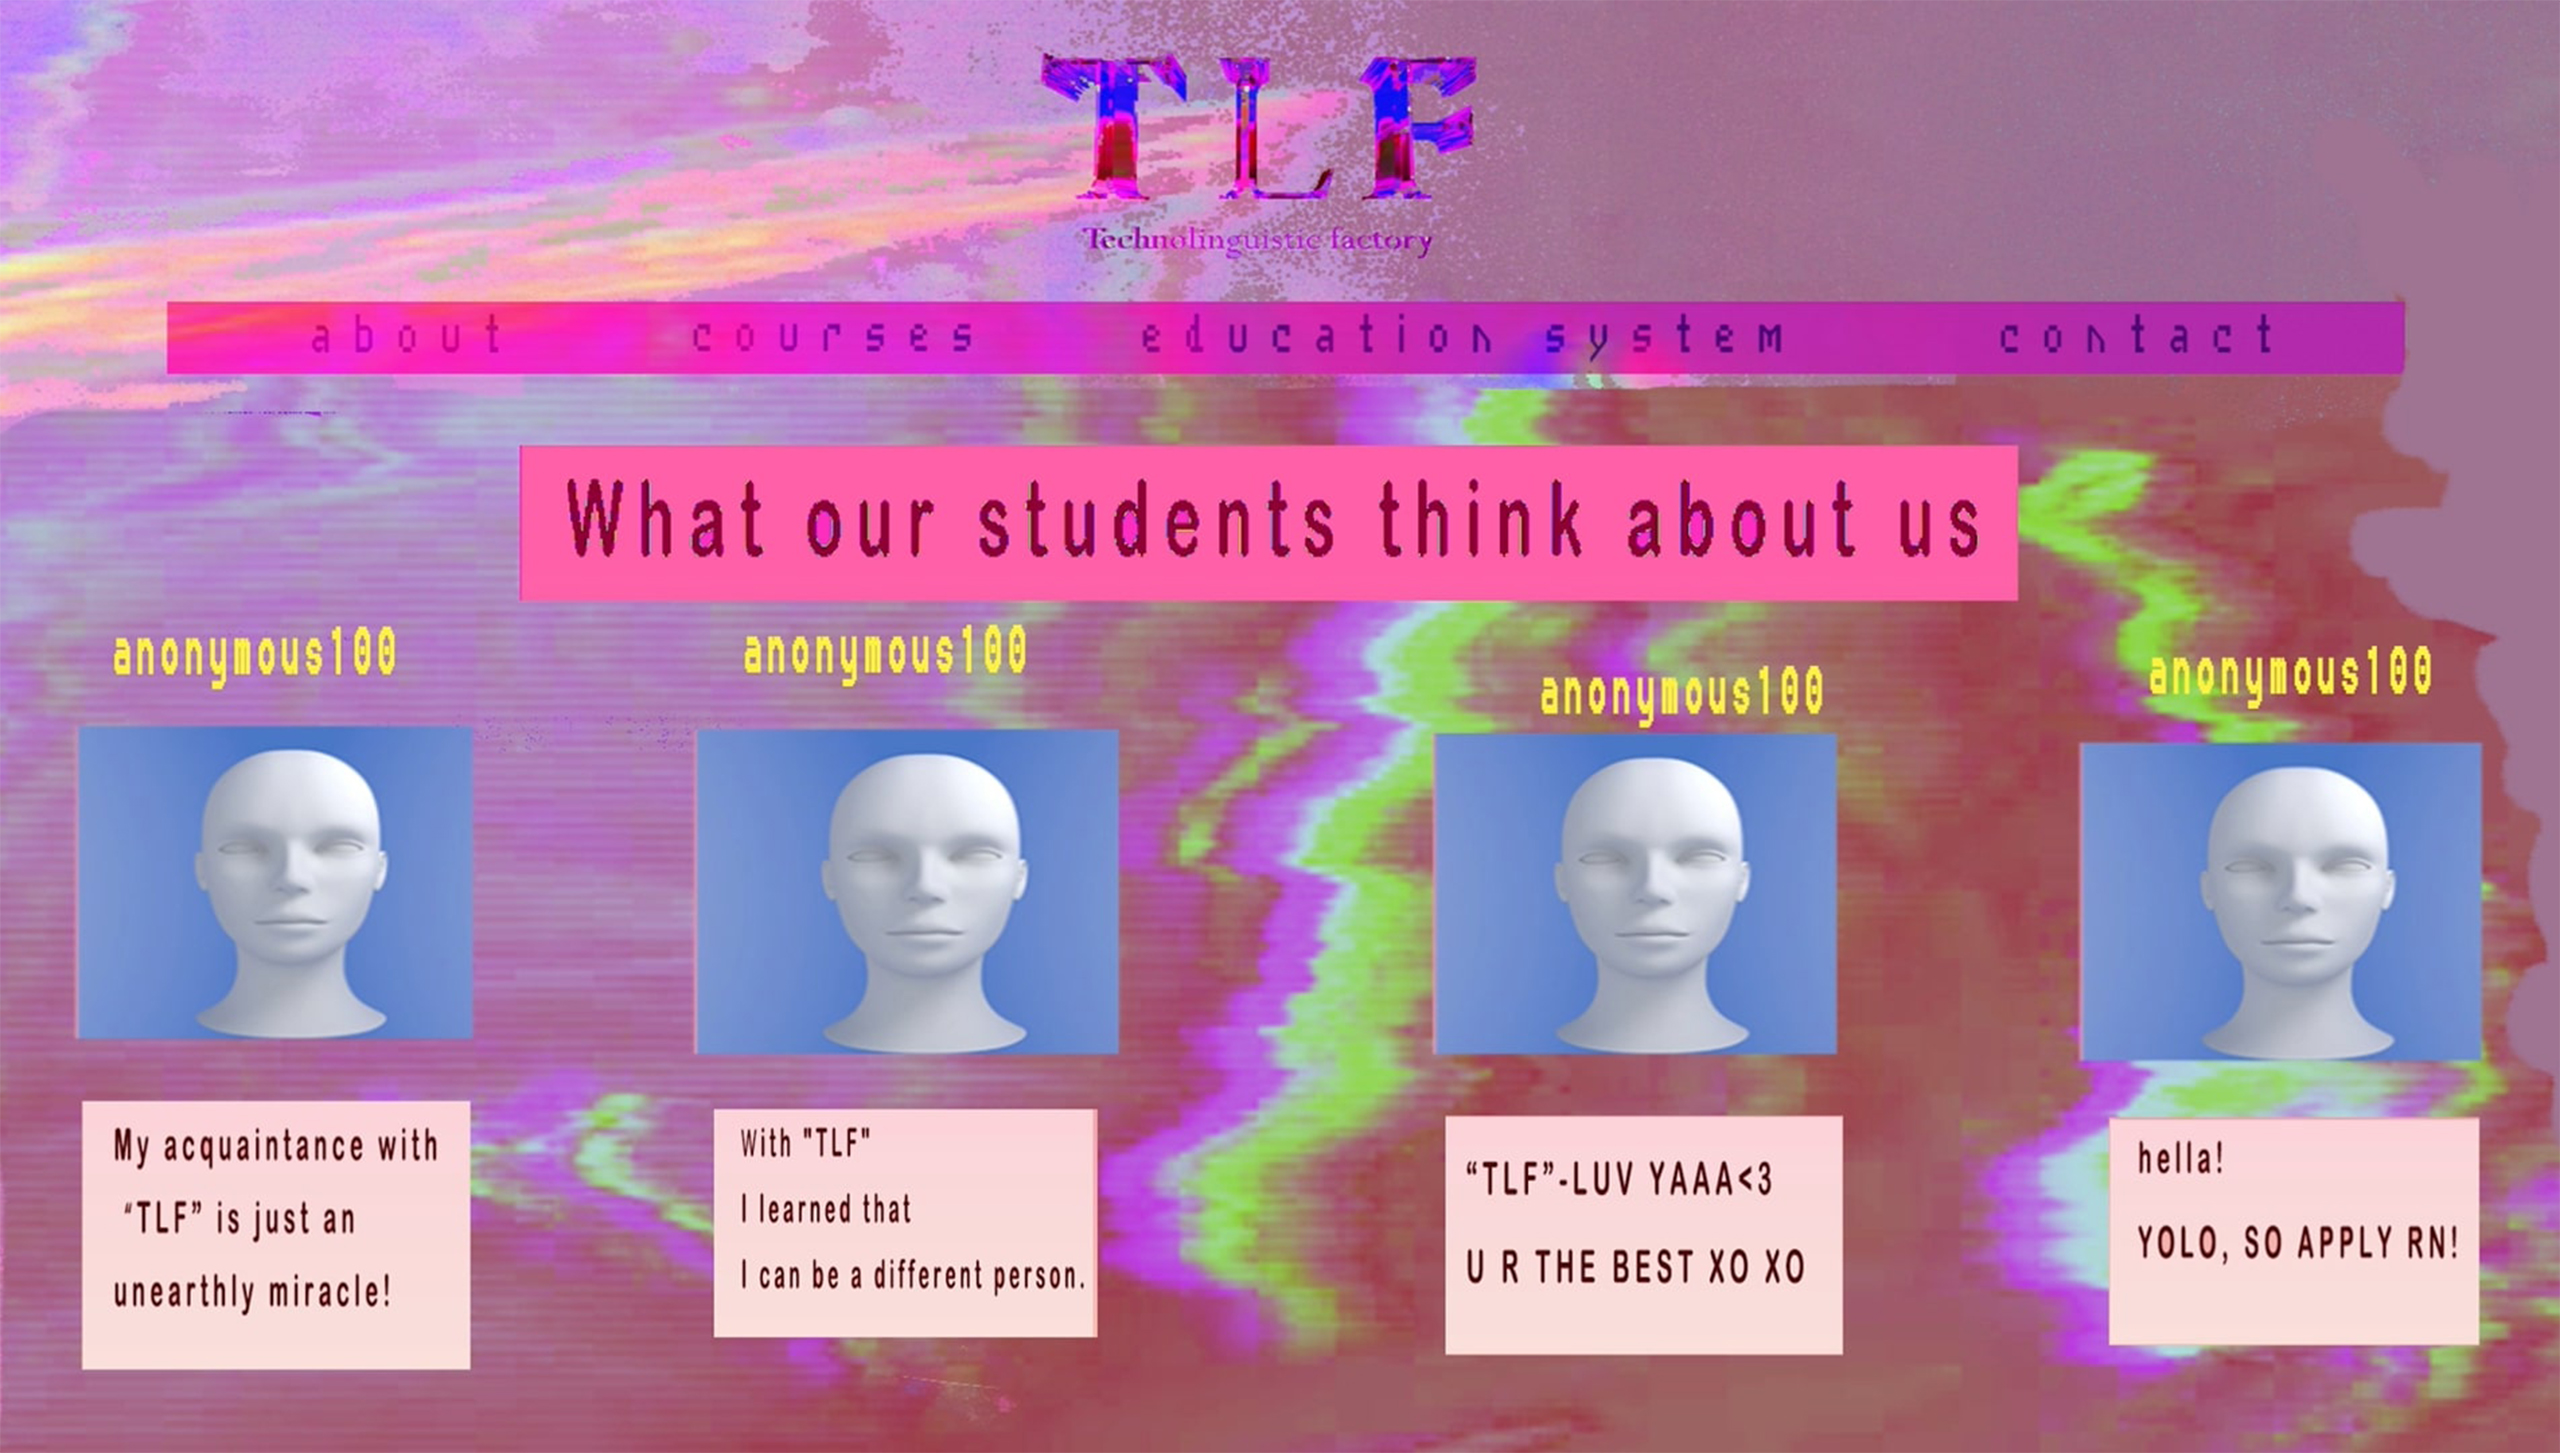 TLF
Technolinguistic factory
about courses education system contact
What our students think about us
anonymous100
My acquaintance with
“TLF” is just an
unearthly miracle!
anonymous100
With "TLF"
I learned that
I can be a different person.
anonymous100
“TLF”-LUV YAAA<3
U R THE BEST XO XO
anonymous100
hella!
YOLO, SO APPLY RN!